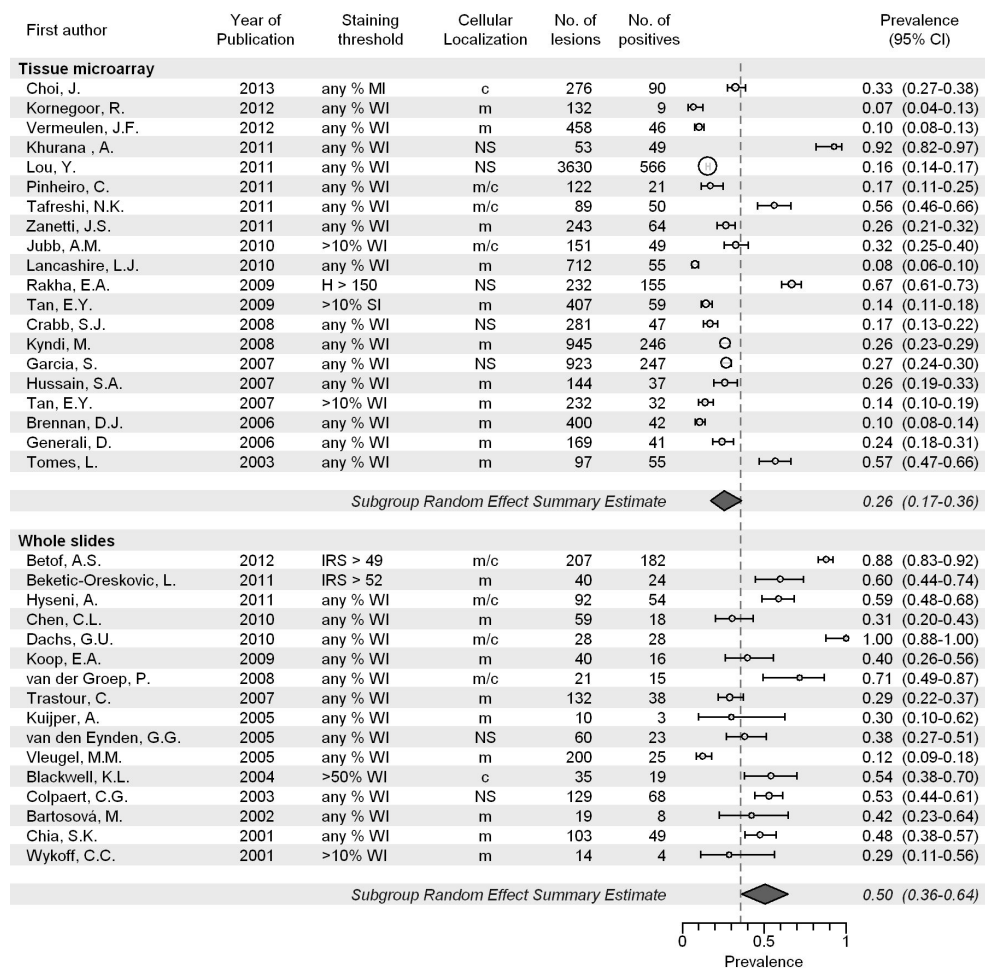 First author Year of Publication Staining threshold Cellular Localization No. of lesions No. of positives Prevalence (95% CI)
Tissue microarray
Choi, J. 2013 any % MI c 276 90 0.33 (0.27-0.38)
Kornegoor, R. 2012 any % WI m 132 9 0.07 (0.04-0.13)
Vermeulen, J.F. 2012 any % WI m 458 46 0.10 (0.08-0.13)
Khurana , A. 2011 any % WI NS 53 49 0.92 (0.82-0.97)
Lou, Y. 2011 any % WI NS 3630 566 0.16 (0.14-0.17)
Pinheiro, C. 2011 any % WI m/c 122 21 0.17 (0.11-0.25)
Tafreshi, N.K. 2011 any % WI m/c 89 50 0.56 (0.46-0.66)
Zanetti, J.S. 2011 any % WI m 243 64 0.26 (0.21-0.32)
Jubb, A.M. 2010 >10% WI m/c 151 49 0.32 (0.25-0.40)
Lancashire, L.J. 2010 any % WI m 712 55 0.08 (0.06-0.10)
Rakha, E.A. 2009 H > 150 NS 232 155 0.67 (0.61-0.73)
Tan, E.Y. 2009 >10% SI m 407 59 0.14 (0.11-0.18)
Crabb, S.J. 2008 any % WI NS 281 47 0.17 (0.13-0.22)
Kyndi, M. 2008 any % WI m 945 246 0.26 (0.23-0.29)
Garcia, S. 2007 any % WI NS 923 247 0.27 (0.24-0.30)
Hussain, S.A. 2007 any % WI m 144 37 0.26 (0.19-0.33)
Tan, E.Y. 2007 >10% WI m 232 32 0.14 (0.10-0.19)
Brennan, D.J. 2006 any % WI m 400 42 0.10 (0.08-0.14)
Generali, D. 2006 any % WI m 169 41 0.24 (0.18-0.31)
Tomes, L. 2003 any % WI m 97 55 0.57 (0.47-0.66)
Subgroup Random Effect Summary Estimate 0.26 (0.17-0.36)
Whole slides
Betof, A.S. 2012 IRS > 49 m/c 207 182 0.88 (0.83-0.92)
Beketic-Oreskovic, L. 2011 IRS > 52 m 40 24 0.60 (0.44-0.74)
Hyseni, A. 2011 any % WI m/c 92 54 0.59 (0.48-0.68)
Chen, C.L. 2010 any % WI m 59 18 0.31 (0.20-0.43)
Dachs, G.U. 2010 any % WI m/c 28 28 1.00 (0.88-1.00)
Koop, E.A. 2009 any % WI m 40 16 0.40 (0.26-0.56)
van der Groep, P. 2008 any % WI m/c 21 15 0.71 (0.49-0.87)
Trastour, C. 2007 any % WI m 132 38 0.29 (0.22-0.37)
Kuijper, A. 2005 any % WI m 10 3 0.30 (0.10-0.62)
van den Eynden, G.G. 2005 any % WI NS 60 23 0.38 (0.27-0.51)
Vleugel, M.M. 2005 any % WI m 200 25 0.12 (0.09-0.18)
Blackwell, K.L. 2004 >50% WI c 35 19 0.54 (0.38-0.70)
Colpaert, C.G. 2003 any % WI NS 129 68 0.53 (0.44-0.61)
Bartosová, M. 2002 any % WI m 19 8 0.42 (0.23-0.64)
Chia, S.K. 2001 any % WI m 103 49 0.48 (0.38-0.57)
Wykoff, C.C. 2001 >10% WI m 14 4 0.29 (0.11-0.56)
Subgroup Random Effect Summary Estimate 0.50 (0.36-0.64)
0 0.5 1
Prevalence